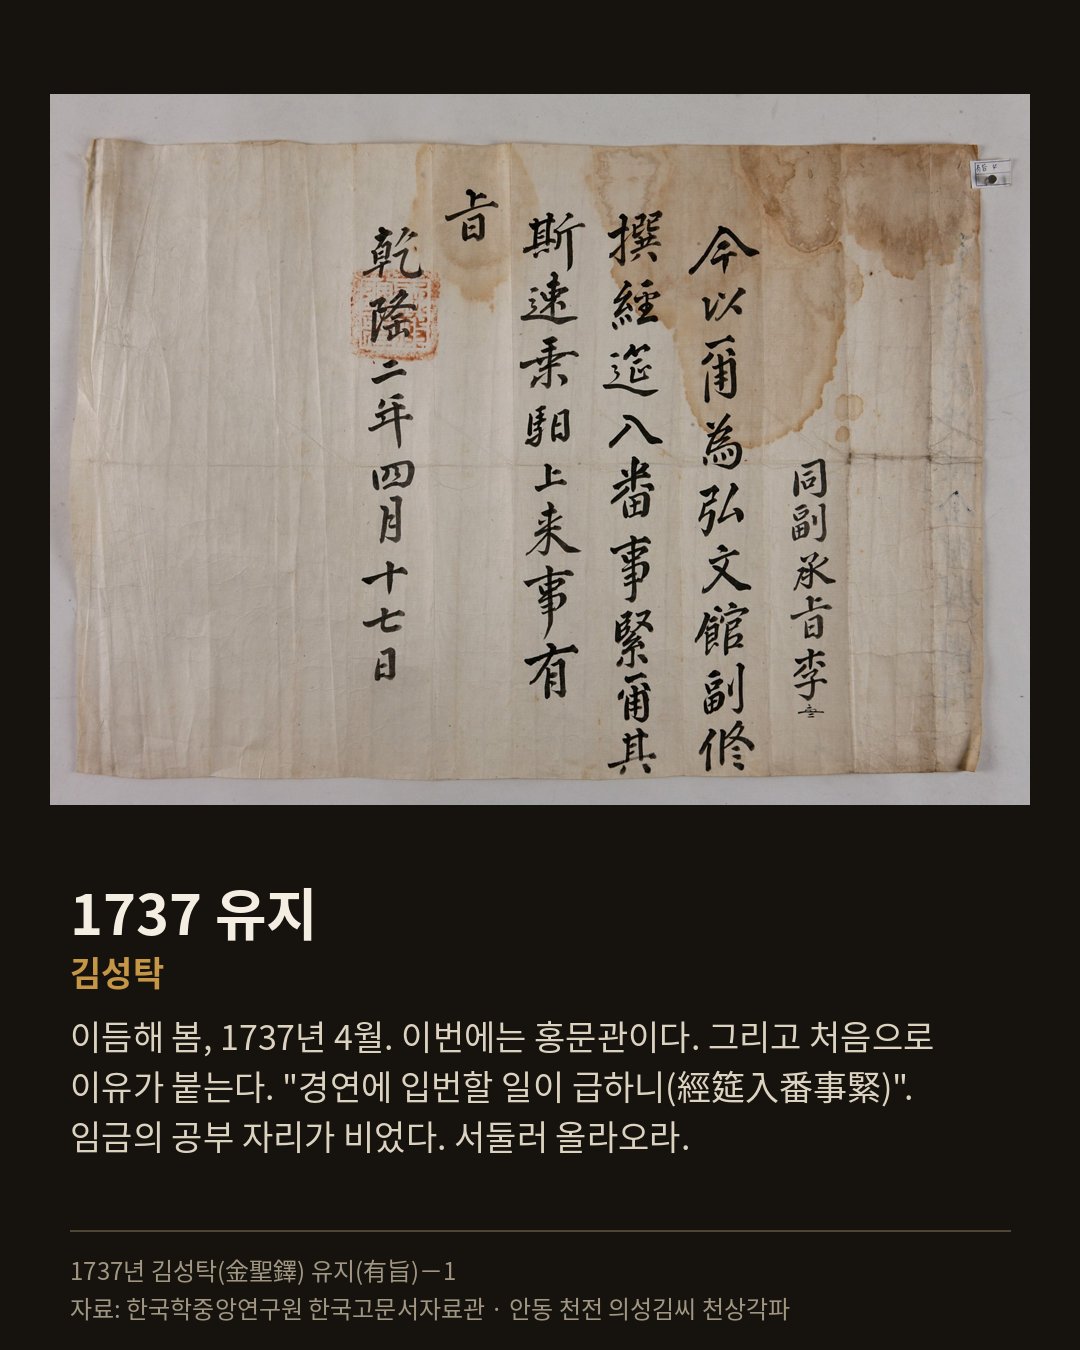 同副承旨李
今以爾為弘文館副修
撰經筵入番事緊爾其
斯速乗馹上来事有
旨
乾隆二年四月十七日
1737 유지
김성탁
이듬해 봄, 1737년 4월. 이번에는 홍문관이다. 그리고 처음으로
이유가 붙는다. "경연에 입번할 일이 급하니(經筵入番事緊)".
임금의 공부 자리가 비었다. 서둘러 올라오라.
1737년 김성탁(金聖鐸) 유지(有旨)－1
자료: 한국학중앙연구원 한국고문서자료관 · 안동 천전 의성김씨 천상각파